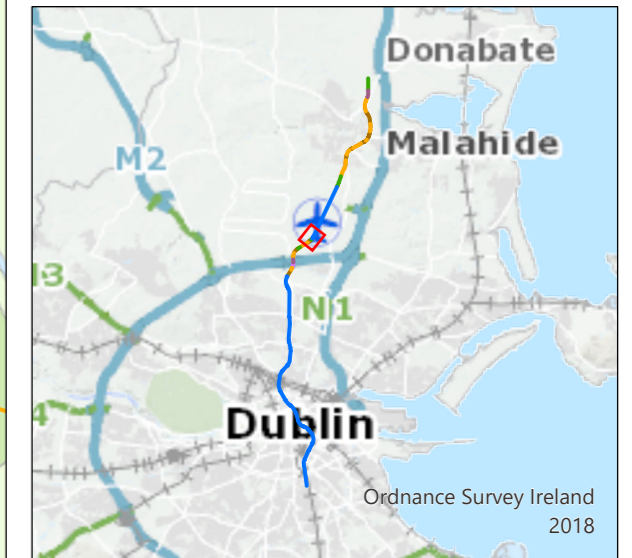 Donabate
M2
Malahide
N1
Dublin
Ordnance Survey Ireland
2018